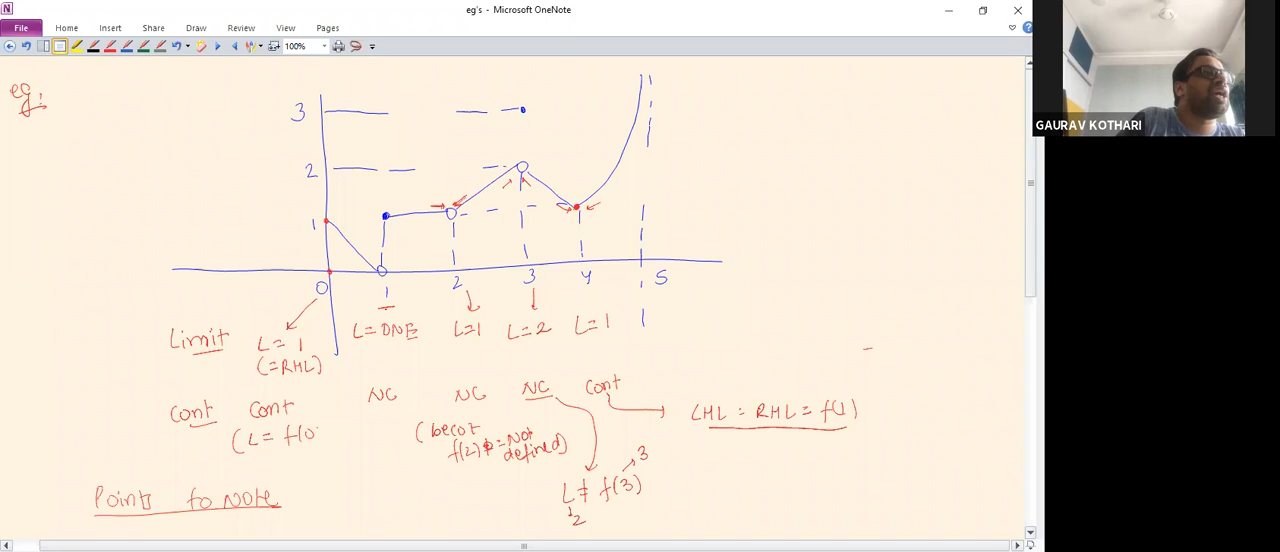 eg's - Microsoft OneNote
File Home Insert Share Draw Review View
100%
GAURAV KOTHARI
eg:
3
2
1
0 1 2 3 4 5
Limit L = 1 L = DNE L=1 L=2 L=1
(=RHL)
Cont Cont NC NC NC Cont
LHL = RHL = f(1)
(L = f(0
(becoz
f(2) = Not
defined)
3
L ≠ f(3)
2
Points to Note